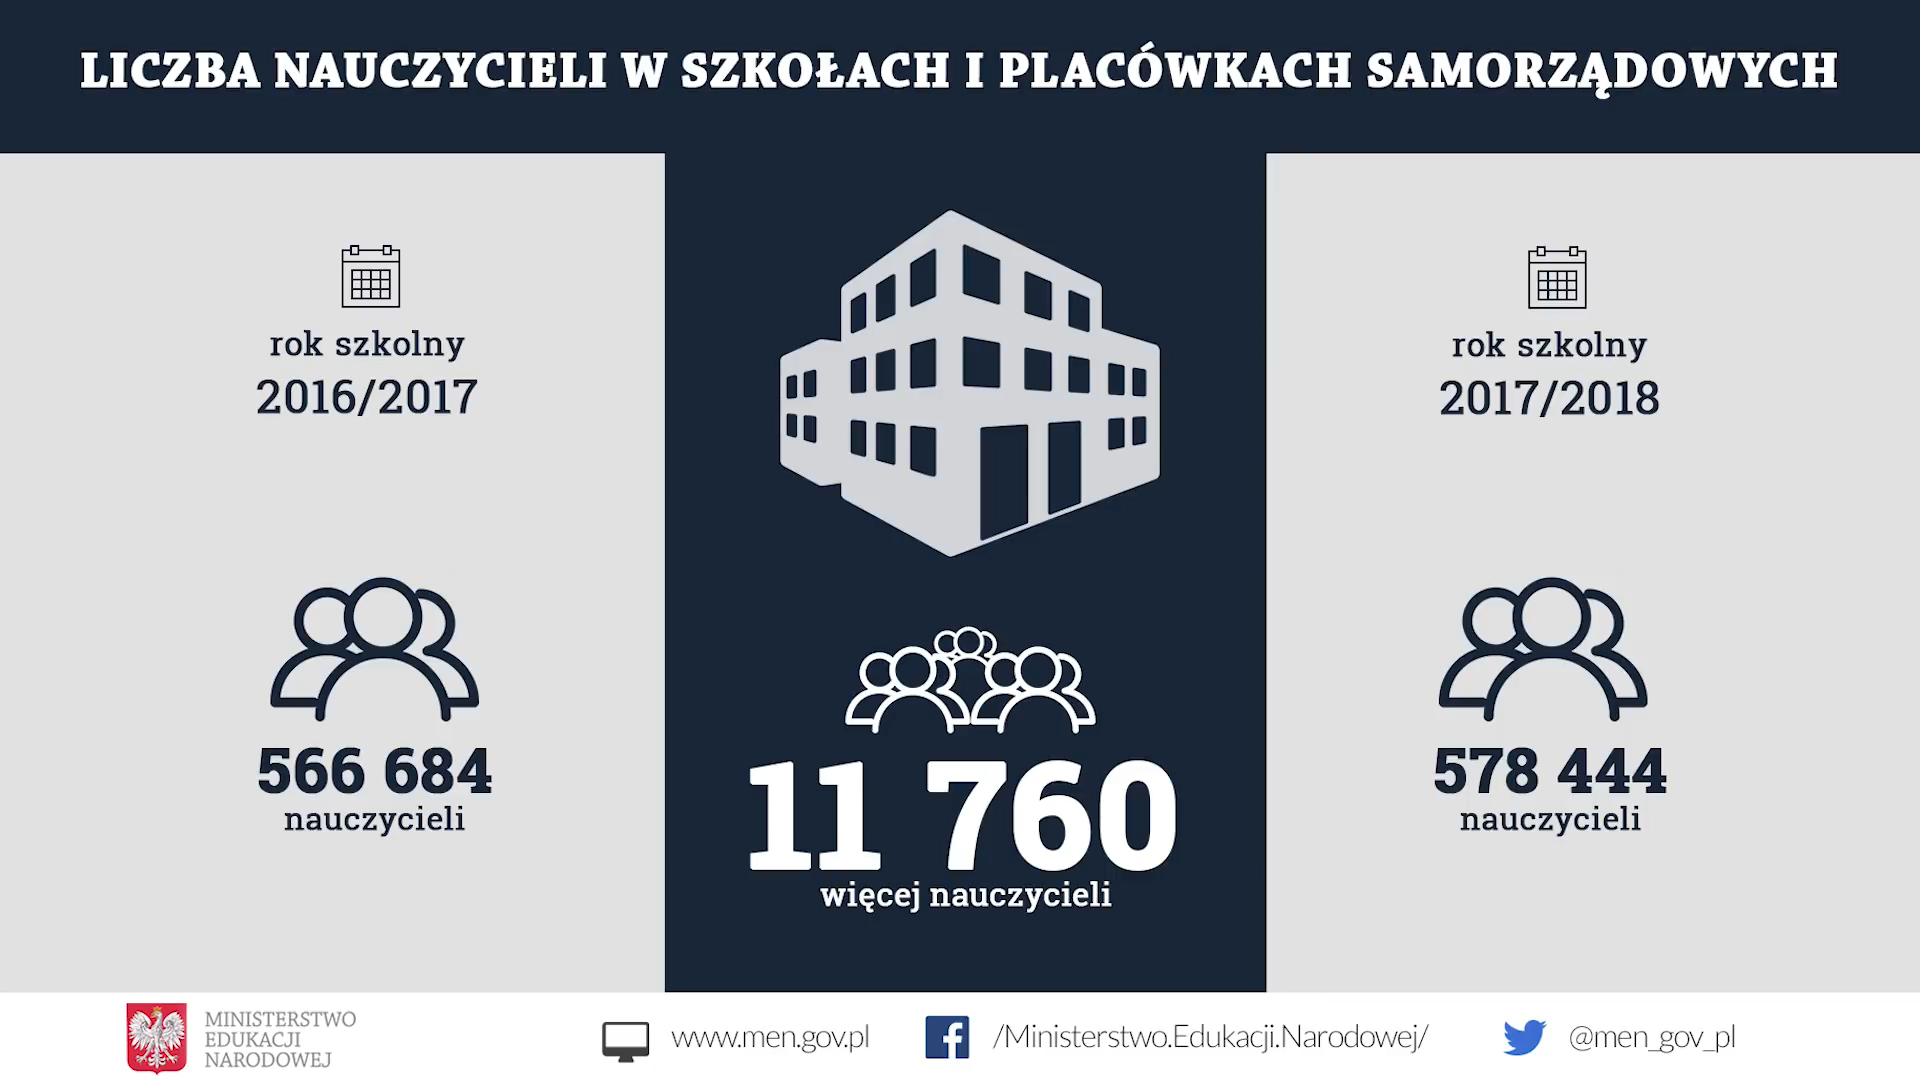 LICZBA NAUCZYCIELI W SZKOŁACH I PLACÓWKACH SAMORZĄDOWYCH
rok szkolny
2016/2017
566 684
nauczycieli
11 760
więcej nauczycieli
rok szkolny
2017/2018
578 444
nauczycieli
MINISTERSTWO
EDUKACJI
NARODOWEJ
www.men.gov.pl
/Ministerstwo.Edukacji.Narodowej/
@men_gov_pl